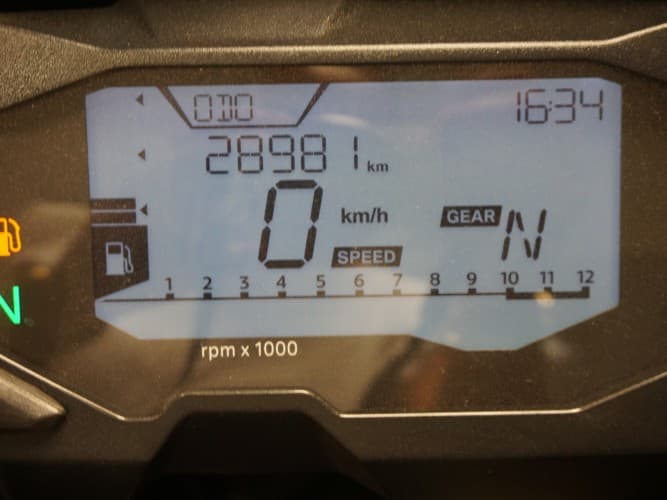 ODO
16:34
28981 km
0 km/h
GEAR N
SPEED
N
1 2 3 4 5 6 7 8 9 10 11 12
rpm x 1000